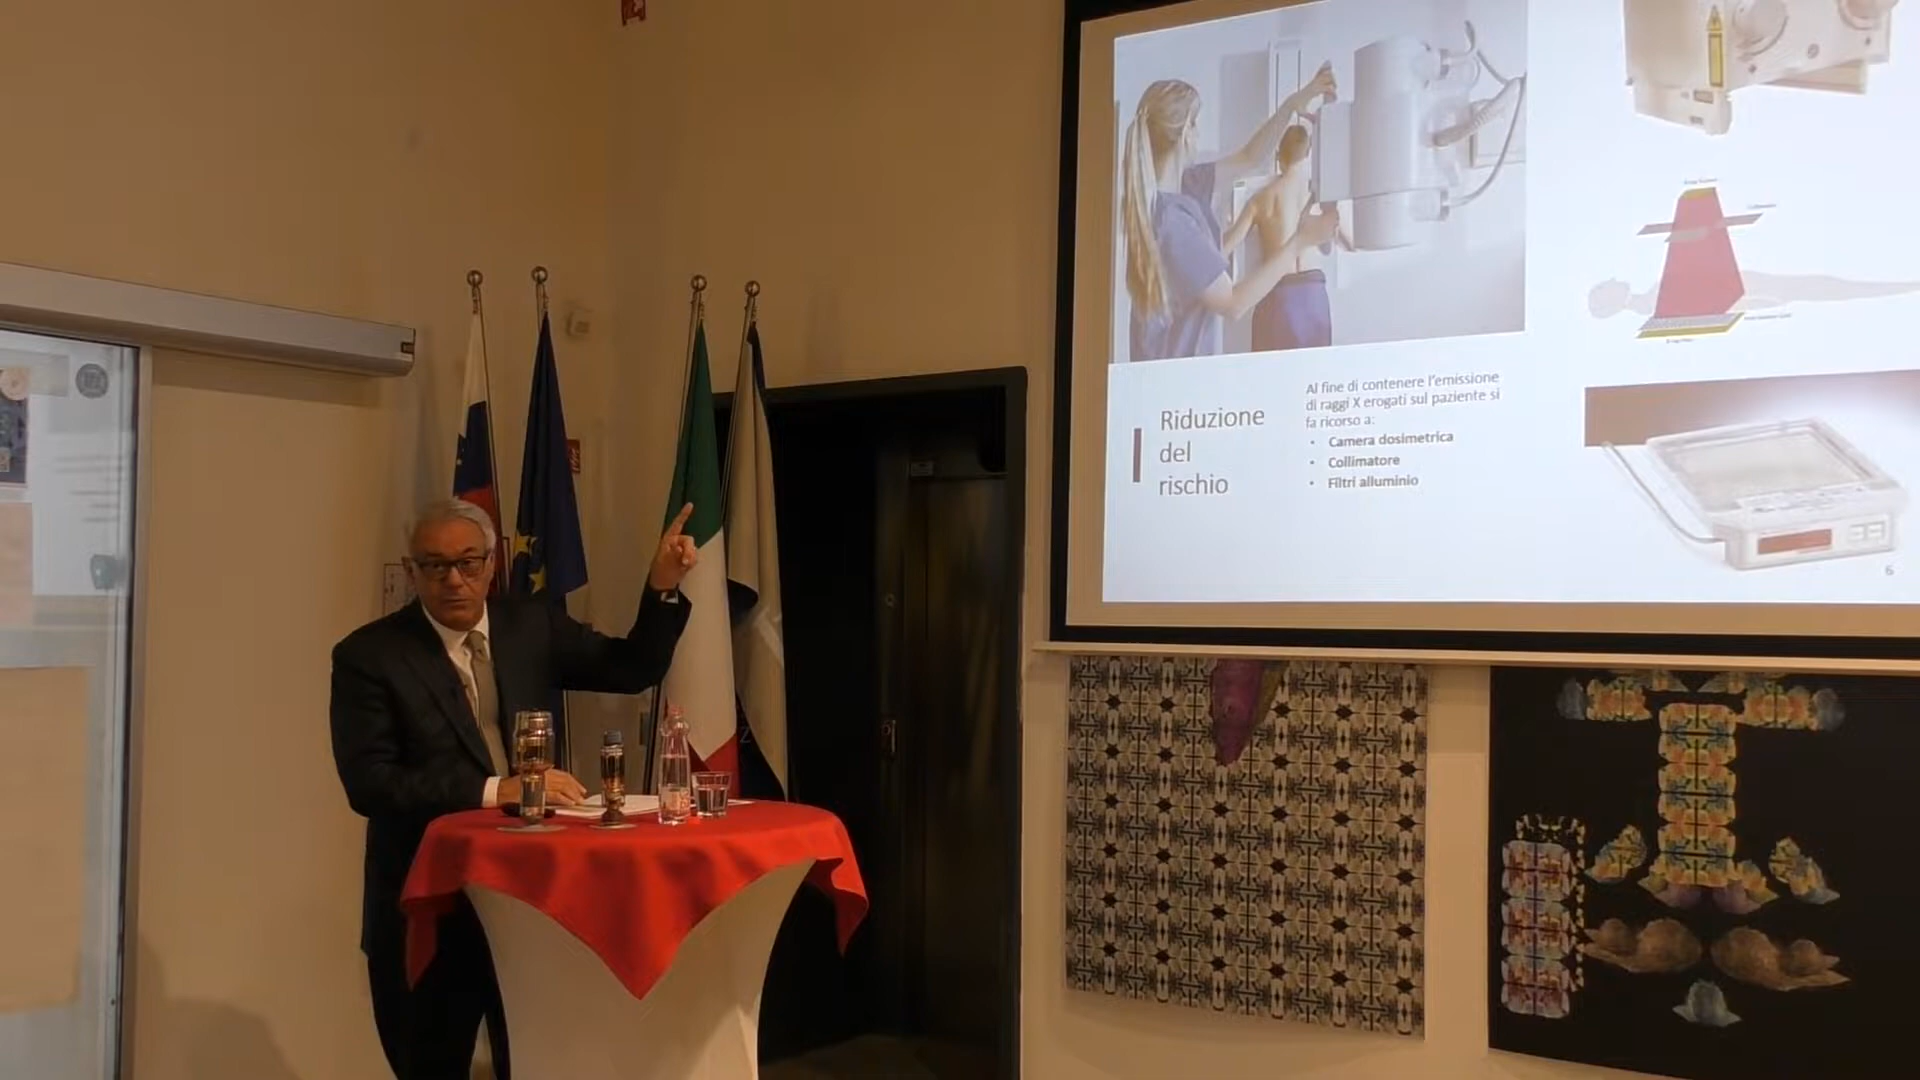 Riduzione
del
rischio
Al fine di contenere l'emissione
di raggi X erogati sul paziente si
fa ricorso a:
• Camera dosimetrica
• Collimatore
• Filtri alluminio
6
Z